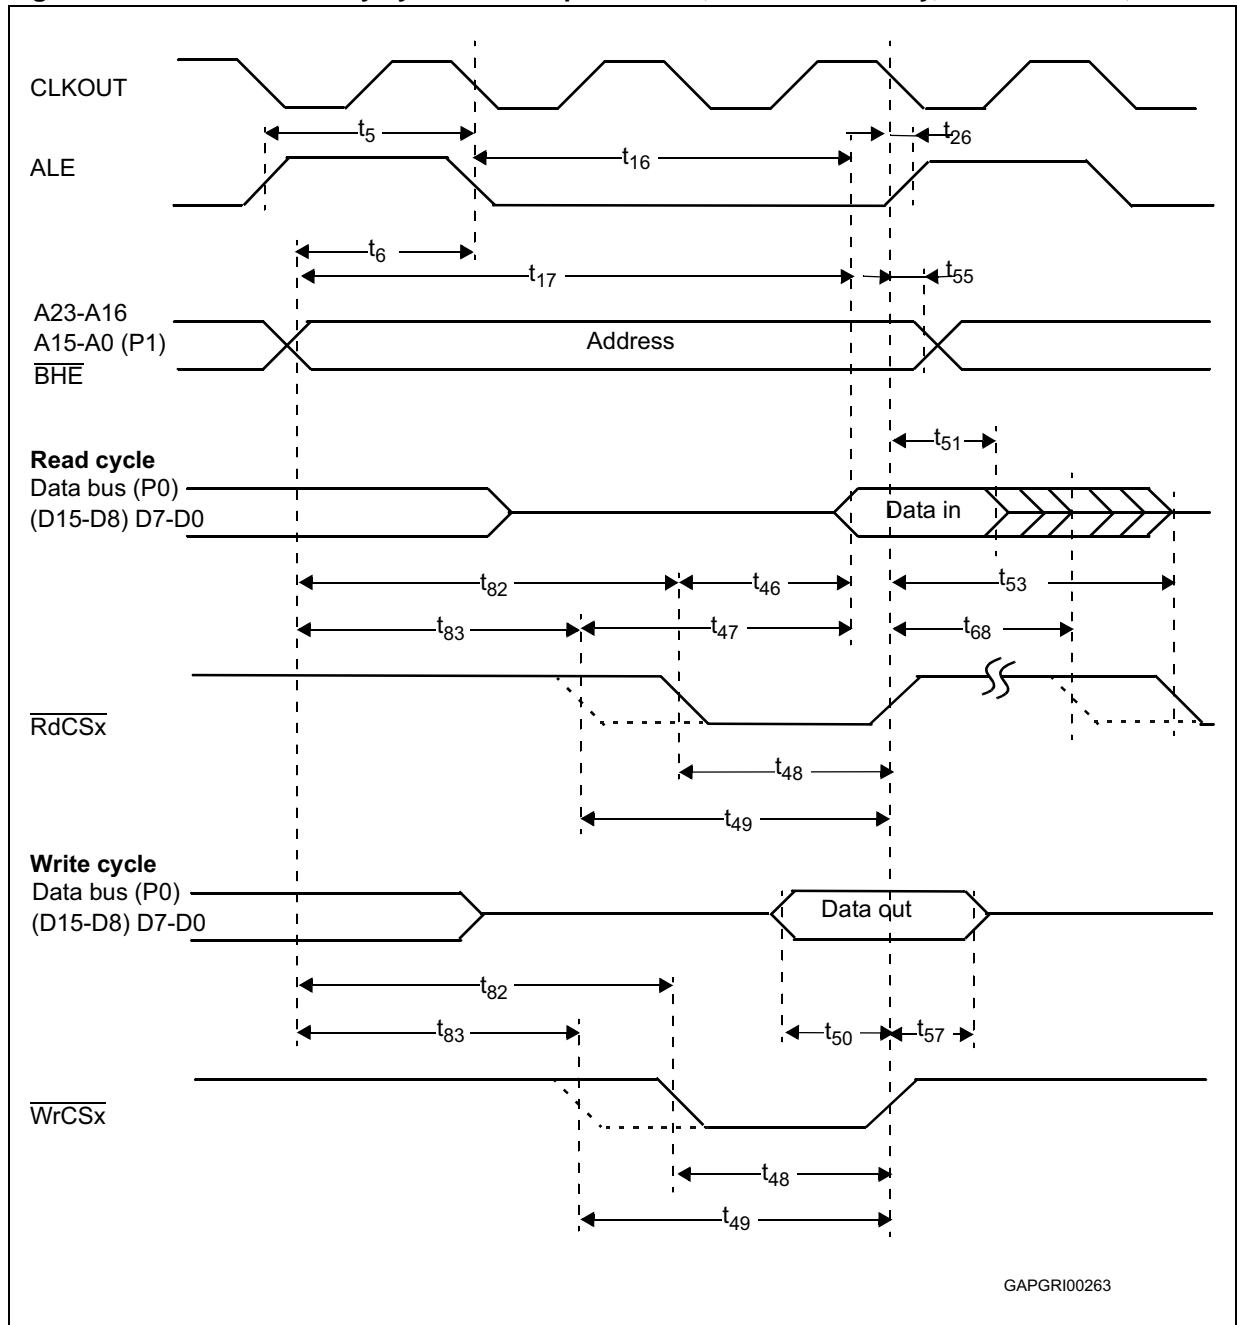 CLKOUT
t5
t26
ALE
t16
t6
t17
t55
A23-A16
A15-A0 (P1)
Address
BHE
t51
Read cycle
Data bus (P0)
(D15-D8) D7-D0
Data in
t82
t46
t53
t83
t47
t68
RdCSx
t48
t49
Write cycle
Data bus (P0)
(D15-D8) D7-D0
Data out
t82
t83
t50
t57
WrCSx
t48
t49
GAPGRI00263